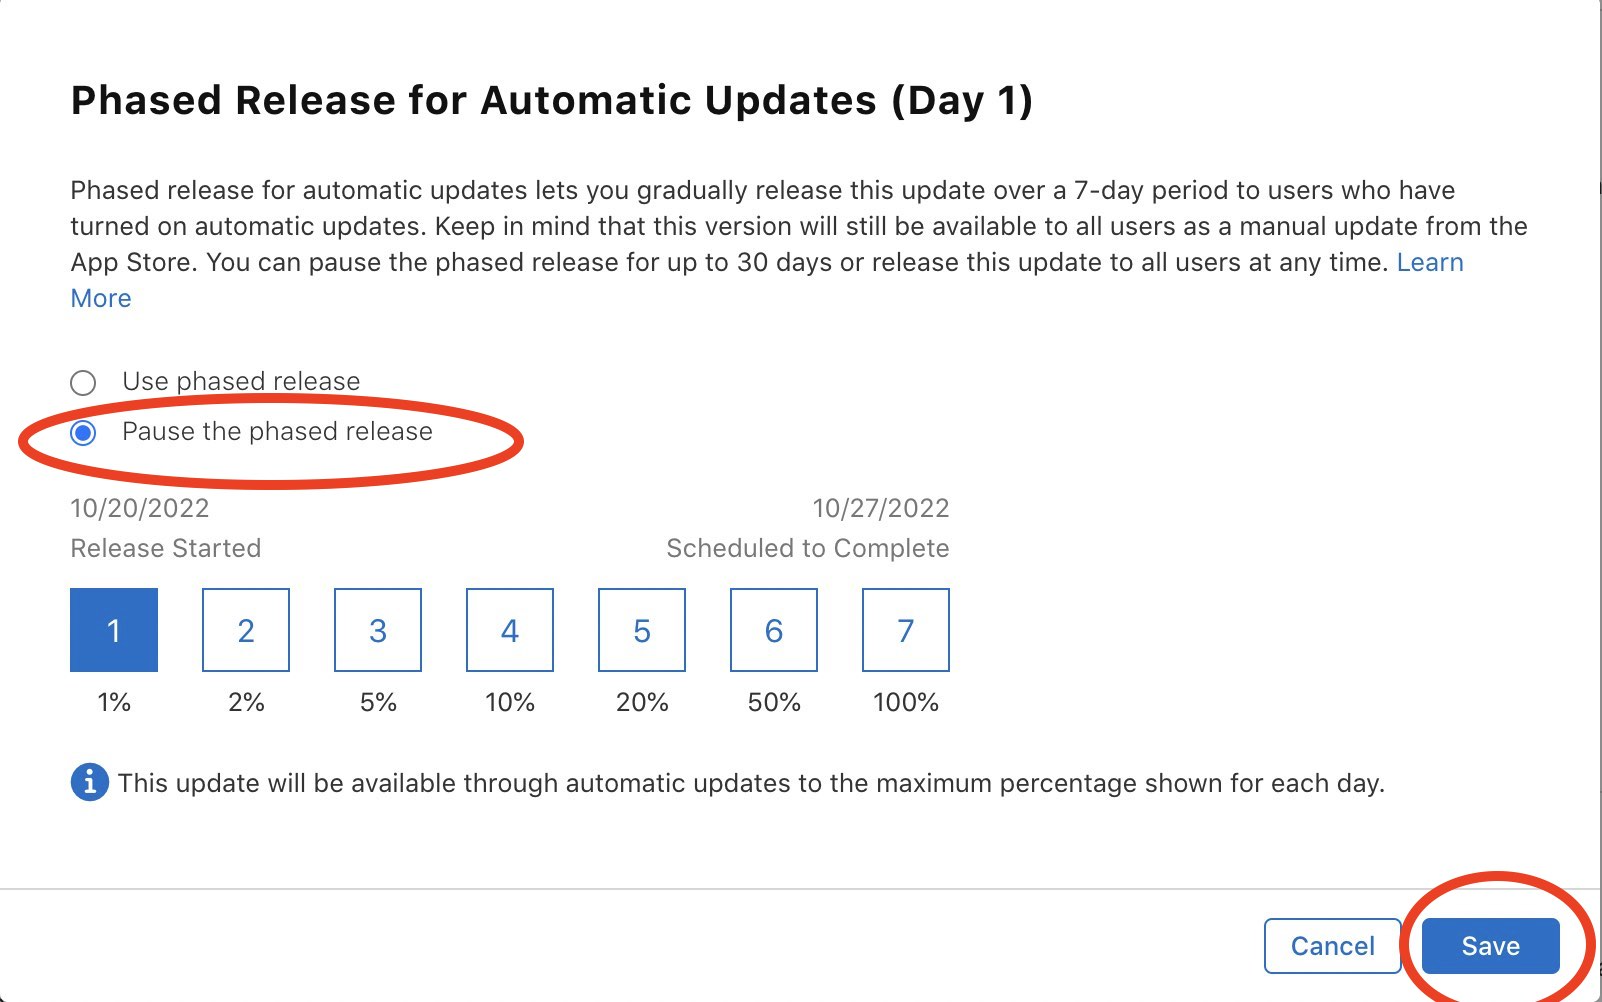 Phased Release for Automatic Updates (Day 1)
Phased release for automatic updates lets you gradually release this update over a 7-day period to users who have
turned on automatic updates. Keep in mind that this version will still be available to all users as a manual update from the
App Store. You can pause the phased release for up to 30 days or release this update to all users at any time. Learn
More
Use phased release
Pause the phased release
10/20/2022 10/27/2022
Release Started Scheduled to Complete
1 2 3 4 5 6 7
1% 2% 5% 10% 20% 50% 100%
This update will be available through automatic updates to the maximum percentage shown for each day.
Cancel Save